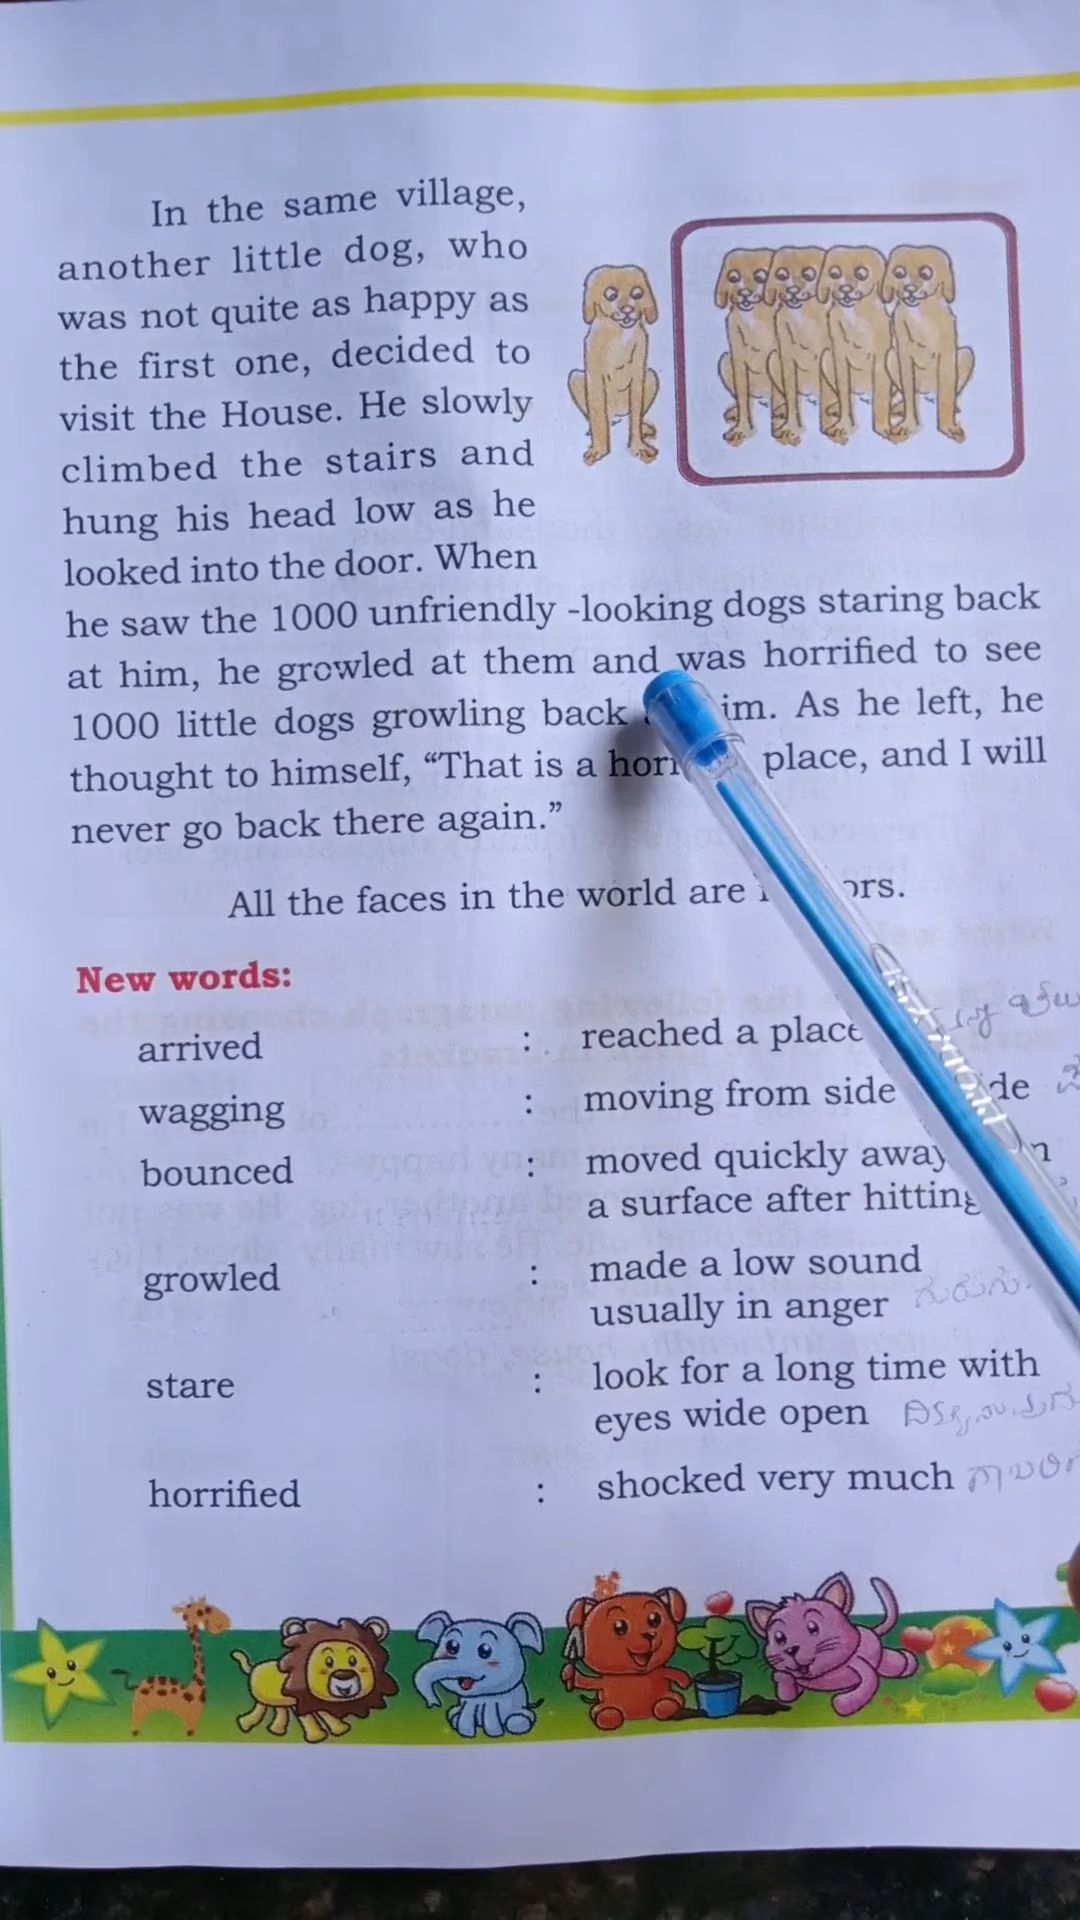 In the same village,
another little dog, who
was not quite as happy as
the first one, decided to
visit the House. He slowly
climbed the stairs and
hung his head low as he
looked into the door. When
he saw the 1000 unfriendly -looking dogs staring back
at him, he growled at them and was horrified to see
1000 little dogs growling back im. As he left, he
thought to himself, “That is a place, and I will
never go back there again.”
All the faces in the world are
New words:
arrived : reached a place
wagging : moving from side
bounced : moved quickly away
a surface after hitting
growled : made a low sound
usually in anger
stare : look for a long time with
eyes wide open
horrified : shocked very much